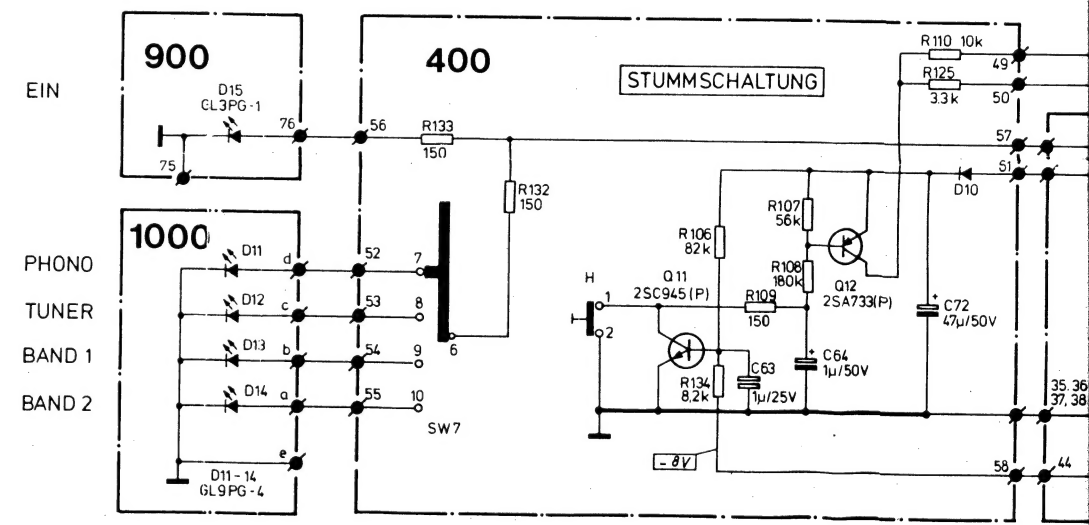 EIN
900
D15
CL3PG-1
76
75
400
56
R133
150
STUMMSCHALTUNG
R110 10k
49
R125
3.3k
50
57
51
D10
R132
150
R107
56k
R106
82k
R108
180k
Q12
2SA733(P)
C72
47µ/50V
1000
PHONO
D11
d
52
7
TUNER
D12
c
53
8
BAND 1
D13
b
54
9
6
BAND 2
D14
a
55
10
SW7
e
D11-14
GL9PG-4
H
1
2
Q11
2SC945(P)
R109
150
R134
8,2k
C63
1µ/25V
C64
1µ/50V
-8V
35.36
37,38
58
44